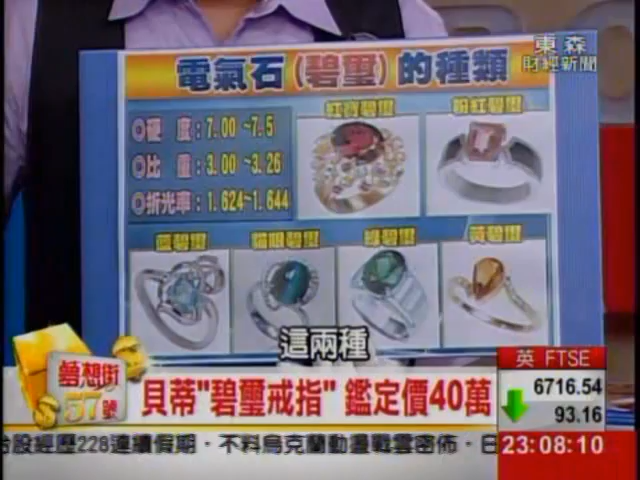 東森
財經新聞
電氣石(碧璽)的種類
◎硬 度:7.00 ~7.5
◎比 重:3.00 ~3.26
◎折光率:1.624~1.644
紅寶碧璽
粉紅碧璽
藍碧璽
貓眼碧璽
綠碧璽
黃碧璽
這兩種
夢想街
57號
貝蒂"碧璽戒指" 鑑定價40萬
英 FTSE
6716.54
93.16
台股經歷228連續假期,不料烏克蘭動盪戰雲密佈,日
23:08:10